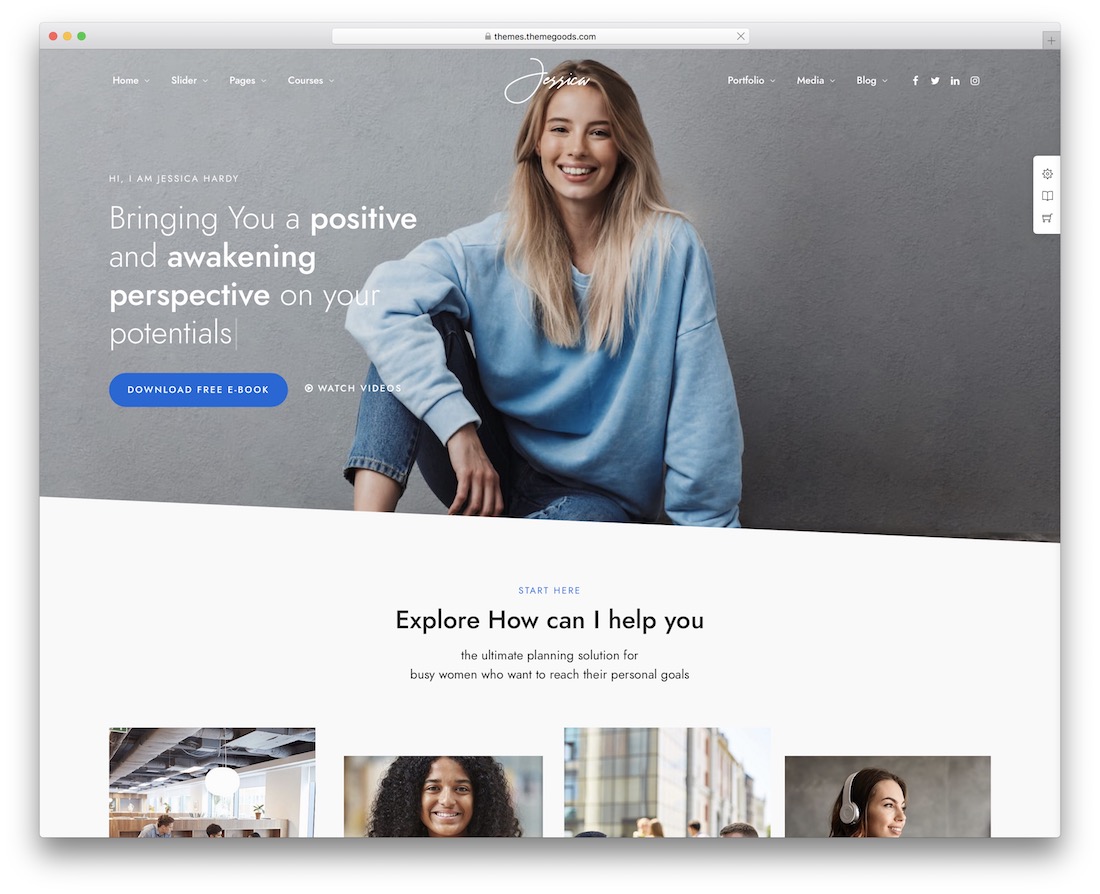 themes.themegoods.com
Home Slider Pages Courses Jessica Portfolio Media Blog
HI, I AM JESSICA HARDY
Bringing You a positive
and awakening
perspective on your
potentials
DOWNLOAD FREE E-BOOK WATCH VIDEOS
START HERE
Explore How can I help you
the ultimate planning solution for
busy women who want to reach their personal goals